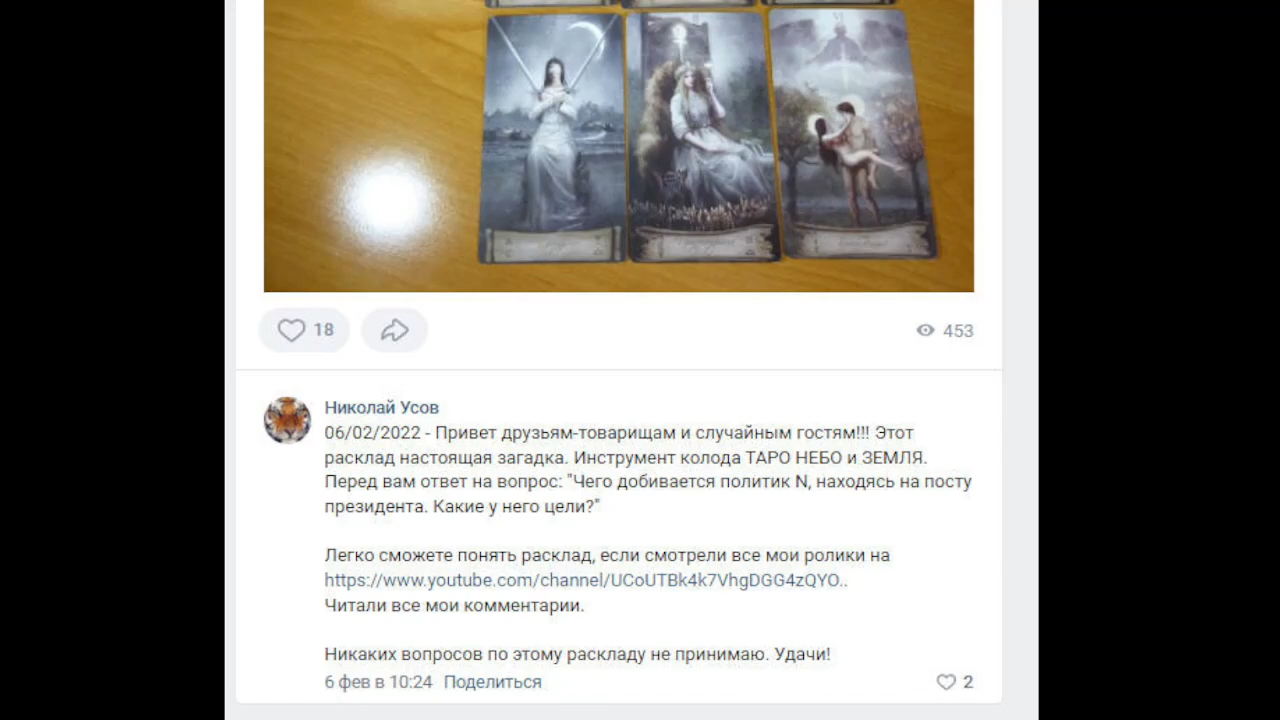 18
453
Николай Усов
06/02/2022 - Привет друзьям-товарищам и случайным гостям!!! Этот
расклад настоящая загадка. Инструмент колода ТАРО НЕБО и ЗЕМЛЯ.
Перед вам ответ на вопрос: "Чего добивается политик N, находясь на посту
президента. Какие у него цели?"
Легко сможете понять расклад, если смотрели все мои ролики на
https://www.youtube.com/channel/UCoUTBk4k7VhgDGG4zQYO..
Читали все мои комментарии.
Никаких вопросов по этому раскладу не принимаю. Удачи!
6 фев в 10:24 Поделиться
2